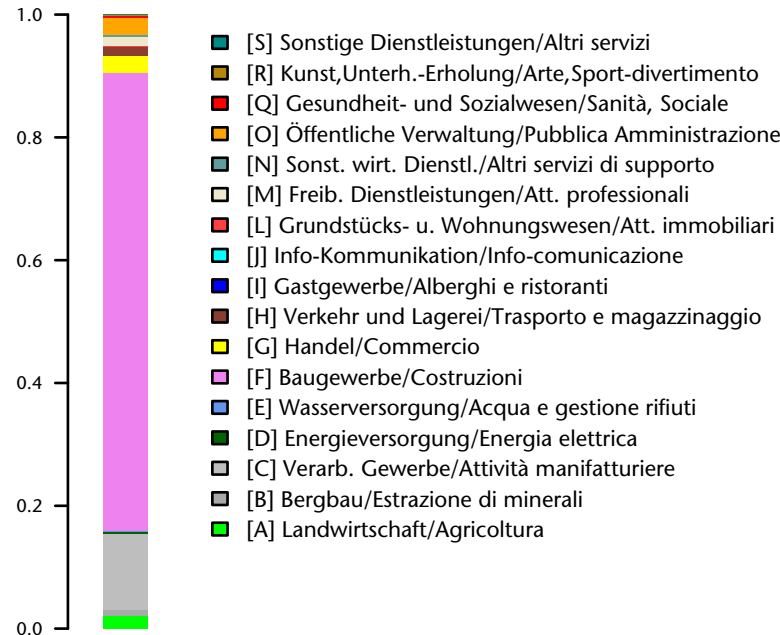 1.0
0.8
0.6
0.4
0.2
0.0
[S] Sonstige Dienstleistungen/Altri servizi
[R] Kunst,Unterh.-Erholung/Arte,Sport-divertimento
[Q] Gesundheit- und Sozialwesen/Sanità, Sociale
[O] Öffentliche Verwaltung/Pubblica Amministrazione
[N] Sonst. wirt. Dienstl./Altri servizi di supporto
[M] Freib. Dienstleistungen/Att. professionali
[L] Grundstücks- u. Wohnungswesen/Att. immobiliari
[J] Info-Kommunikation/Info-comunicazione
[I] Gastgewerbe/Alberghi e ristoranti
[H] Verkehr und Lagerei/Trasporto e magazzinaggio
[G] Handel/Commercio
[F] Baugewerbe/Costruzioni
[E] Wasserversorgung/Acqua e gestione rifiuti
[D] Energieversorgung/Energia elettrica
[C] Verarb. Gewerbe/Attività manifatturiere
[B] Bergbau/Estrazione di minerali
[A] Landwirtschaft/Agricoltura